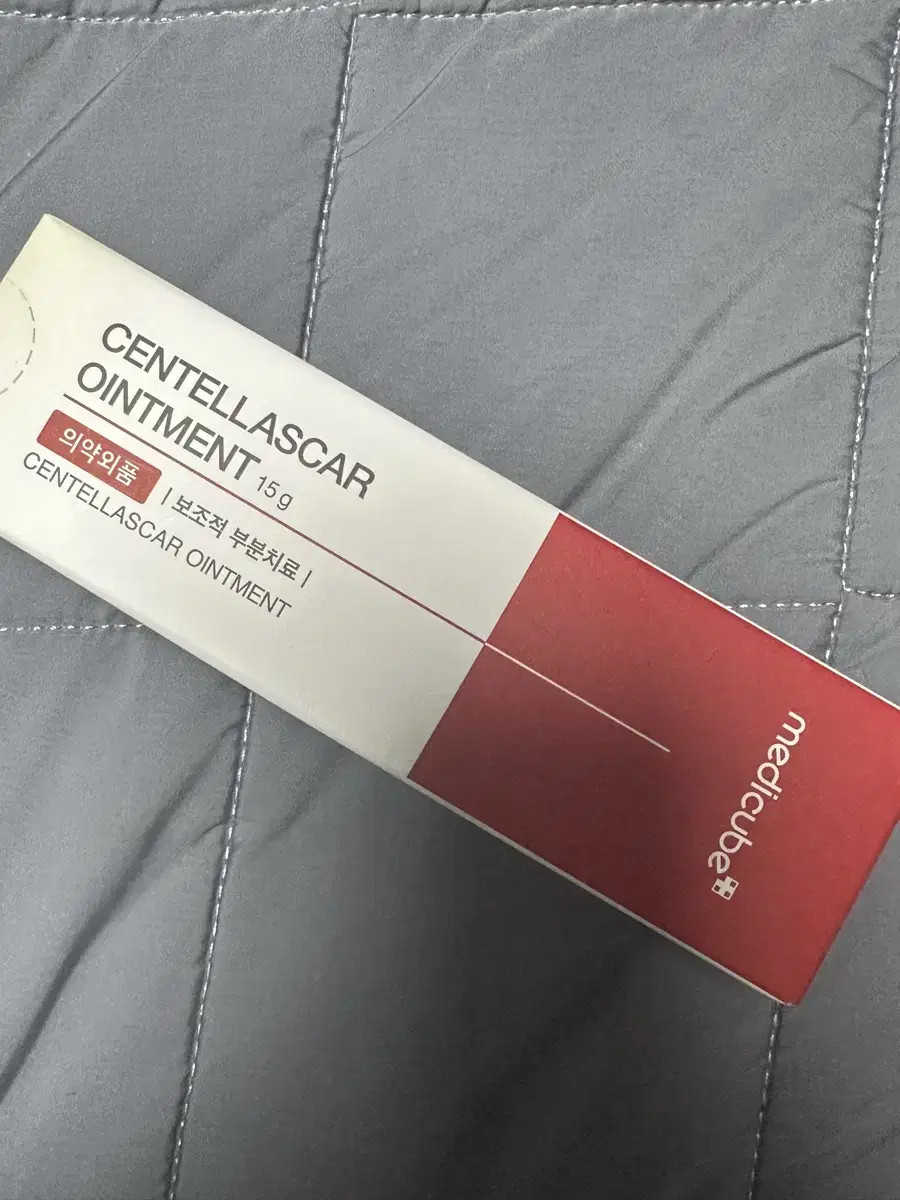 CENTELLASCAR
OINTMENT 15 g
의약외품 | 보조적 부분치료 |
CENTELLASCAR OINTMENT
medicube